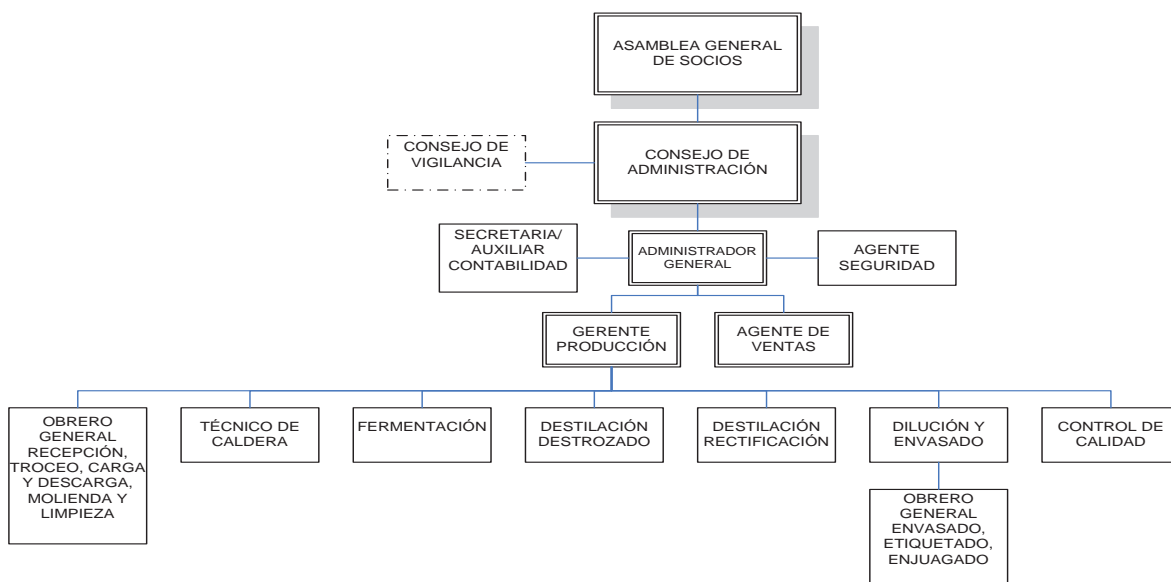 ASAMBLEA GENERAL
DE SOCIOS
CONSEJO DE
VIGILANCIA
CONSEJO DE
ADMINISTRACIÓN
SECRETARIA/
AUXILIAR
CONTABILIDAD
ADMINISTRADOR
GENERAL
AGENTE
SEGURIDAD
GERENTE
PRODUCCIÓN
AGENTE DE
VENTAS
OBRERO
GENERAL
RECEPCIÓN,
TROCEO, CARGA
Y DESCARGA,
MOLIENDA Y
LIMPIEZA
TÉCNICO DE
CALDERA
FERMENTACIÓN
DESTILACIÓN
DESTROZADO
DESTILACIÓN
RECTIFICACIÓN
DILUCIÓN Y
ENVASADO
CONTROL DE
CALIDAD
OBRERO
GENERAL
ENVASADO,
ETIQUETADO,
ENJUAGADO